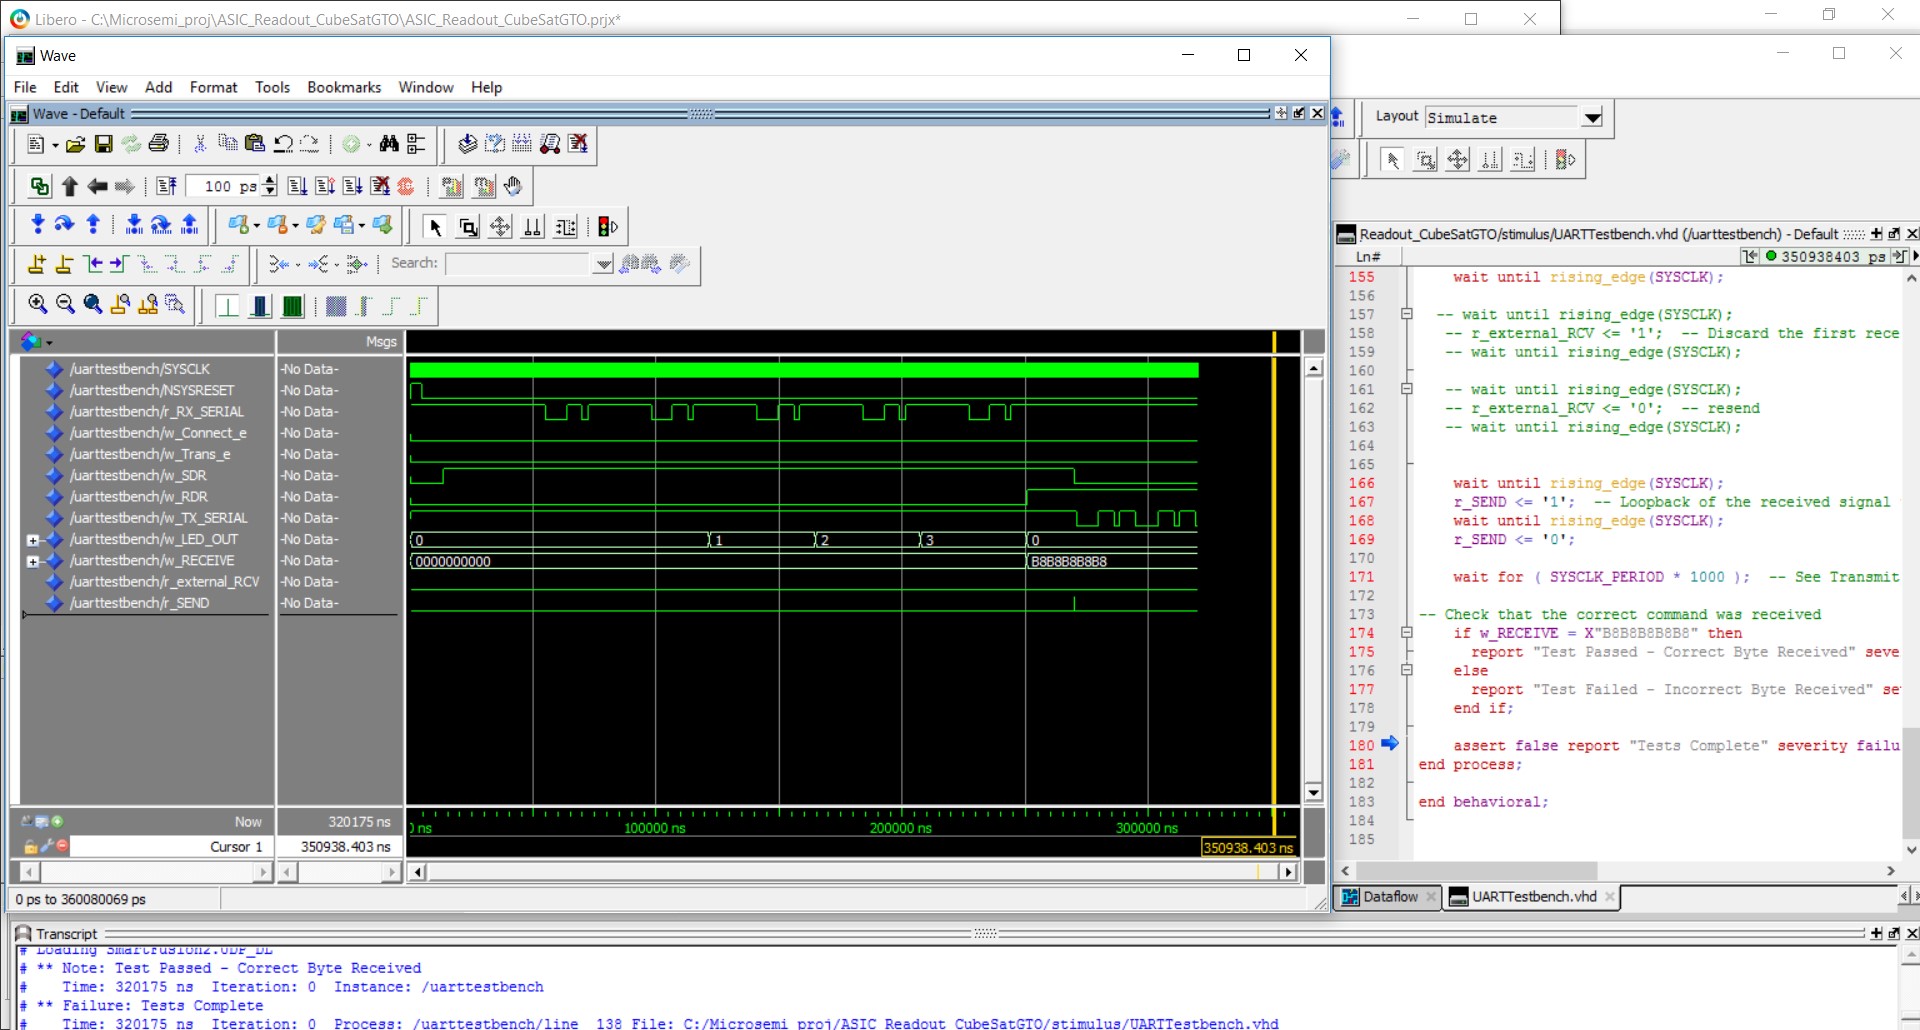 Libero - C:\Microsemi_proj\ASIC_Readout_CubeSatGTO\ASIC_Readout_CubeSatGTO.prjx*
Wave
File Edit View Add Format Tools Bookmarks Window Help
Wave - Default
100 ps
Search:
Msgs
/uarttestbench/SYSCLK -No Data-
/uarttestbench/NSYSRESET -No Data-
/uarttestbench/r_RX_SERIAL -No Data-
/uarttestbench/w_Connect_e -No Data-
/uarttestbench/w_Trans_e -No Data-
/uarttestbench/w_SDR -No Data-
/uarttestbench/w_RDR -No Data-
/uarttestbench/w_TX_SERIAL -No Data-
/uarttestbench/w_LED_OUT -No Data- 0 1 2 3 0
/uarttestbench/w_RECEIVE -No Data- 0000000000 B8B8B8B8B8
/uarttestbench/r_external_RCV -No Data-
/uarttestbench/r_SEND -No Data-
Now 320175 ns
ns 100000 ns 200000 ns 300000 ns
Cursor 1 350938.403 ns 350938.403 ns
0 ps to 360080069 ps
Layout Simulate
Readout_CubeSatGTO/stimulus/UARTTestbench.vhd (/uarttestbench) - Default
Ln# 350938403 ps
155 wait until rising_edge(SYSCLK);
156
157 -- wait until rising_edge(SYSCLK);
158 -- r_external_RCV <= '1'; -- Discard the first rece
159 -- wait until rising_edge(SYSCLK);
160
161 -- wait until rising_edge(SYSCLK);
162 -- r_external_RCV <= '0'; -- resend
163 -- wait until rising_edge(SYSCLK);
164
165
166 wait until rising_edge(SYSCLK);
167 r_SEND <= '1'; -- Loopback of the received signal
168 wait until rising_edge(SYSCLK);
169 r_SEND <= '0';
170
171 wait for ( SYSCLK_PERIOD * 1000 ); -- See Transmit
172
173 -- Check that the correct command was received
174 if w_RECEIVE = X"B8B8B8B8B8" then
175 report "Test Passed - Correct Byte Received" seve
176 else
177 report "Test Failed - Incorrect Byte Received" se
178 end if;
179
180 assert false report "Tests Complete" severity failu
181 end process;
182
183 end behavioral;
184
185
Dataflow UARTTestbench.vhd
Transcript
# Loading SmartFusion2.UDP_DL
# ** Note: Test Passed - Correct Byte Received
# Time: 320175 ns Iteration: 0 Instance: /uarttestbench
# ** Failure: Tests Complete
# Time: 320175 ns Iteration: 0 Process: /uarttestbench/line__138 File: C:/Microsemi_proj/ASIC_Readout_CubeSatGTO/stimulus/UARTTestbench.vhd